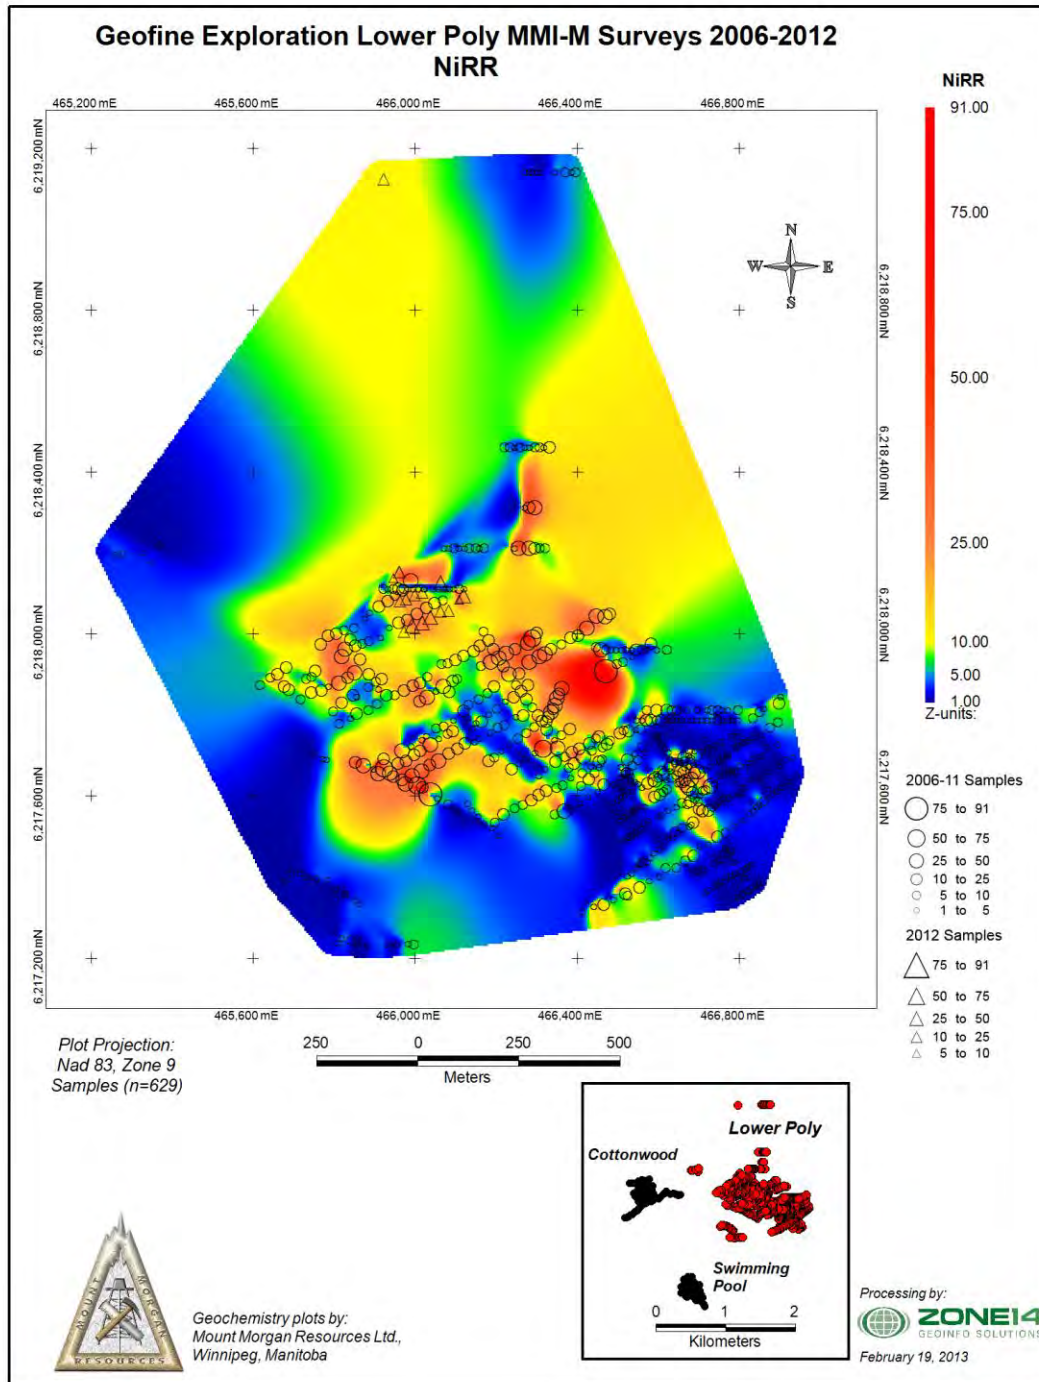 Geofine Exploration Lower Poly MMI-M Surveys 2006-2012
NiRR
465,200 mE
465,600 mE
466,000 mE
466,400 mE
466,800 mE
6,219,200 mN
6,218,800 mN
6,218,400 mN
6,218,000 mN
6,217,600 mN
6,217,200 mN
N
W E
S
6,218,800 mN
6,218,400 mN
6,218,000 mN
6,217,600 mN
465,600 mE
466,000 mE
466,400 mE
466,800 mE
NiRR
91.00
75.00
50.00
25.00
10.00
5.00
1.00
Z-units:
2006-11 Samples
75 to 91
50 to 75
25 to 50
10 to 25
5 to 10
1 to 5
2012 Samples
75 to 91
50 to 75
25 to 50
10 to 25
5 to 10
Plot Projection:
Nad 83, Zone 9
Samples (n=629)
250 0 250 500
Meters
Lower Poly
Cottonwood
Swimming
Pool
0 1 2
Kilometers
MOUNT MORGAN
RESOURCES
Geochemistry plots by:
Mount Morgan Resources Ltd.,
Winnipeg, Manitoba
Processing by:
ZONE14
GEOINFO SOLUTIONS
February 19, 2013